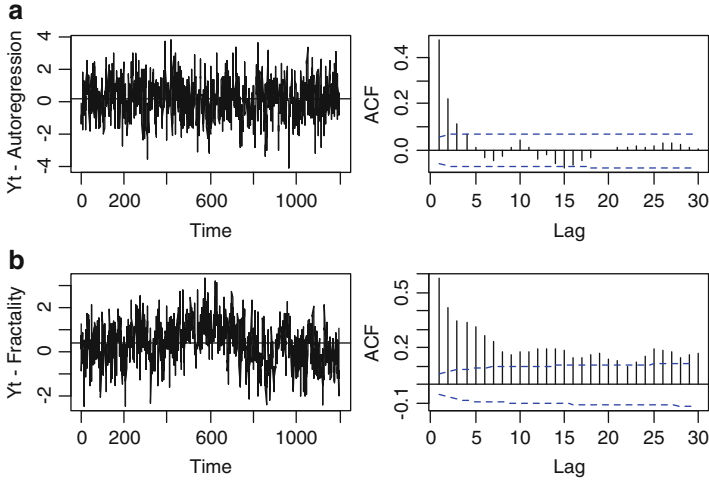 a
Yt - Autoregression
4
2
0
-2
-4
0 200 600 1000
Time
ACF
0.4
0.2
0.0
0 5 10 15 20 25 30
Lag
b
Yt - Fractality
2
0
-2
0 200 600 1000
Time
ACF
0.5
0.2
-0.1
0 5 10 15 20 25 30
Lag